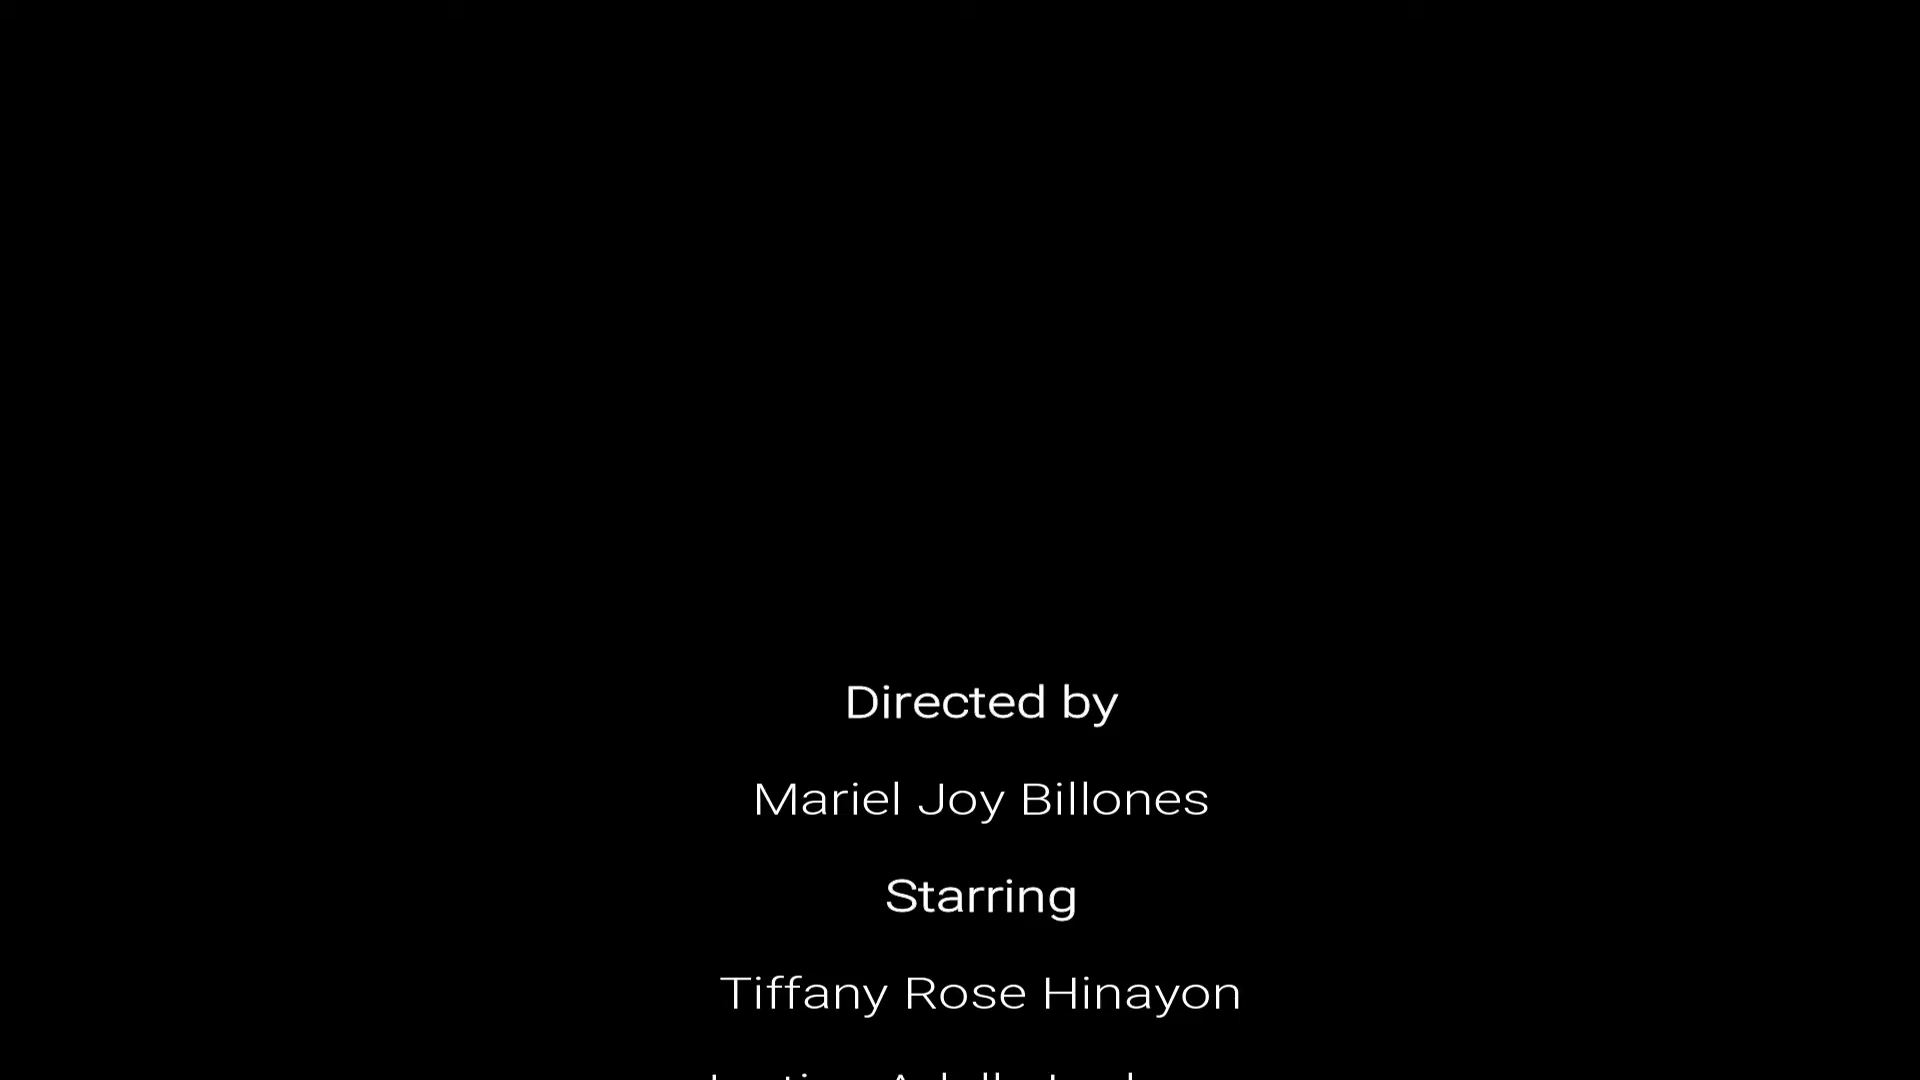 Directed by
Mariel Joy Billones
Starring
Tiffany Rose Hinayon